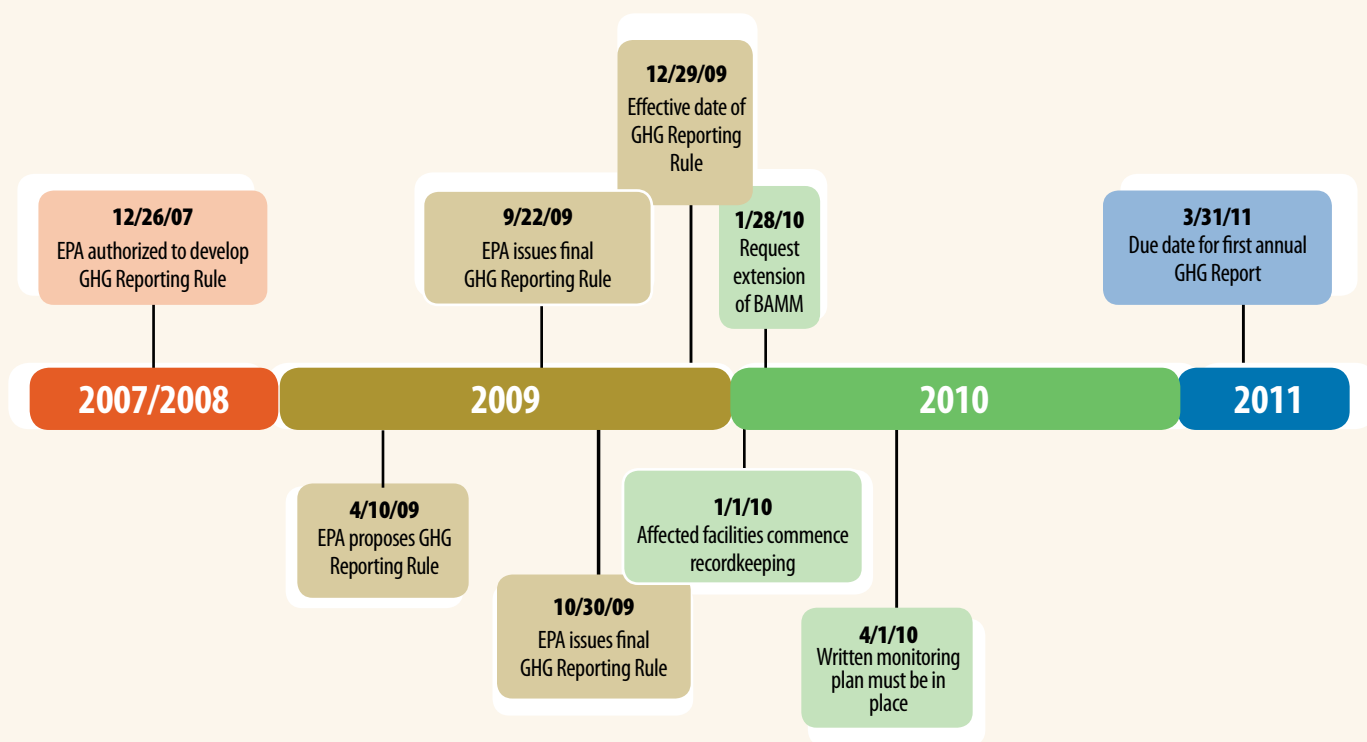 12/29/09
Effective date of
GHG Reporting
Rule
12/26/07
EPA authorized to develop
GHG Reporting Rule
9/22/09
EPA issues final
GHG Reporting Rule
1/28/10
Request
extension
of BAMM
3/31/11
Due date for first annual
GHG Report
2007/2008
2009
2010
2011
4/10/09
EPA proposes GHG
Reporting Rule
10/30/09
EPA issues final
GHG Reporting Rule
1/1/10
Affected facilities commence
recordkeeping
4/1/10
Written monitoring
plan must be in
place